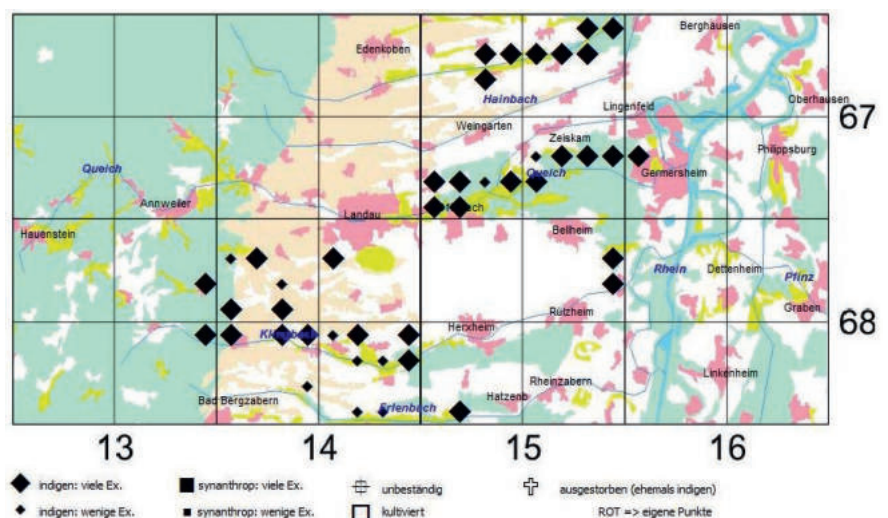 Edenkoben
Berghausen
Hainbach
Oberhausen
Lingenfeld
67
Weingarten
Zeiskam
Philippsburg
Queich
Queich
Germersheim
Annweiler
Landau
Hauenstein
Bellheim
Rhein
Dettenheim
Pfinz
Graben
Rülzheim
68
Klingbach
Herxheim
Linkenheim
Rheinzabern
Bad Bergzabern
Hatzenb
Erlenbach
13 14 15 16
indigen: viele Ex. synanthrop: viele Ex. unbeständig ausgestorben (ehemals indigen)
indigen: wenige Ex. synanthrop: wenige Ex. kultiviert ROT => eigene Punkte